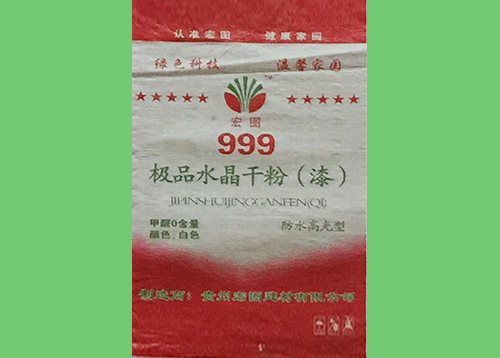 认准宏图 健康家园
绿色科技 温馨家园
宏图
999
极品水晶干粉（漆）
JIPINSHUIJINGGANFEN(QI)
甲醛0含量
颜色：白色
防水高光型
制造商：贵州宏图建材有限公司